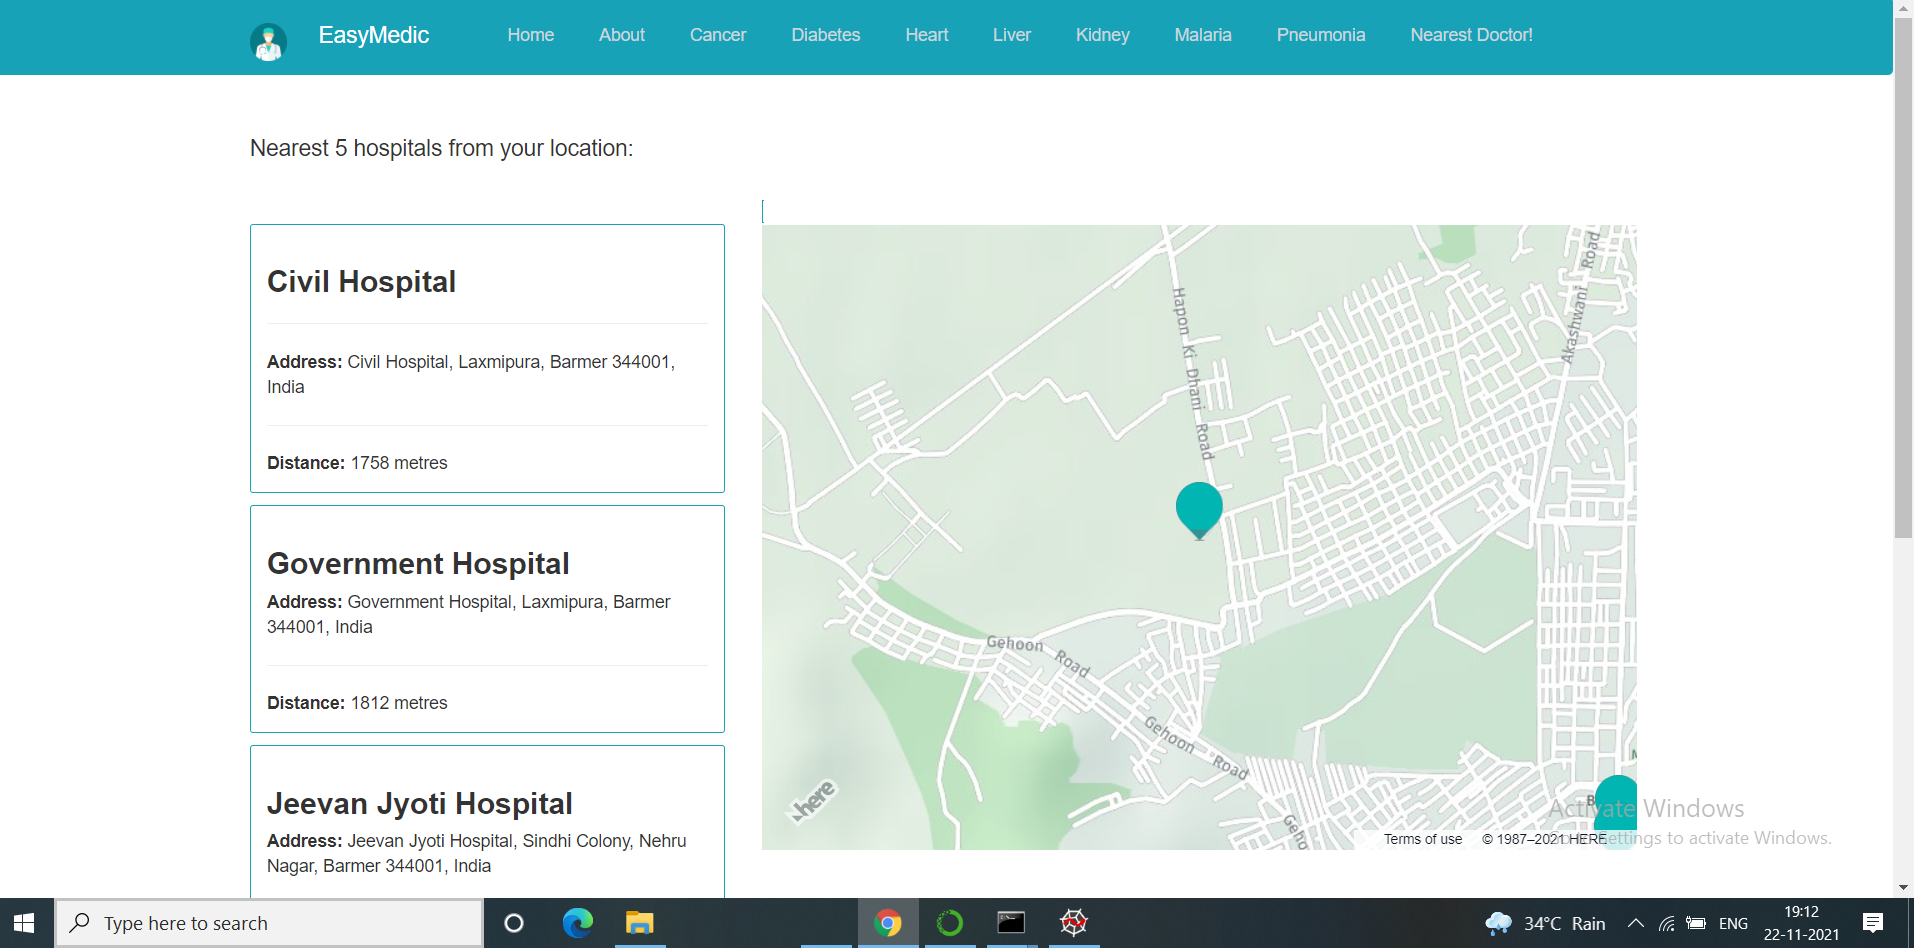 EasyMedic
Home
About
Cancer
Diabetes
Heart
Liver
Kidney
Malaria
Pneumonia
Nearest Doctor!
Nearest 5 hospitals from your location:
Civil Hospital
Address: Civil Hospital, Laxmipura, Barmer 344001,
India
Distance: 1758 metres
Government Hospital
Address: Government Hospital, Laxmipura, Barmer
344001, India
Distance: 1812 metres
Jeevan Jyoti Hospital
Address: Jeevan Jyoti Hospital, Sindhi Colony, Nehru
Nagar, Barmer 344001, India
Hapon Ki Dhani Road
Akashwani Road
Gehoon Road
Gehoon Road
here
Terms of use
© 1987–2021 HERE
Activate Windows
ettings to activate Windows.
Type here to search
34°C Rain
ENG
19:12
22-11-2021